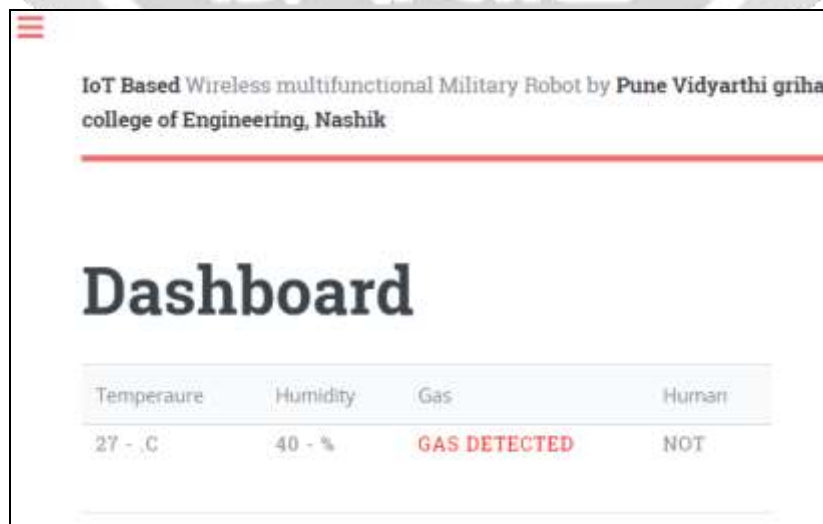 IoT Based Wireless multifunctional Military Robot by Pune Vidyarthi griha
college of Engineering, Nashik
Dashboard
Temperaure Humidity Gas Human
27 - .C 40 - % GAS DETECTED NOT